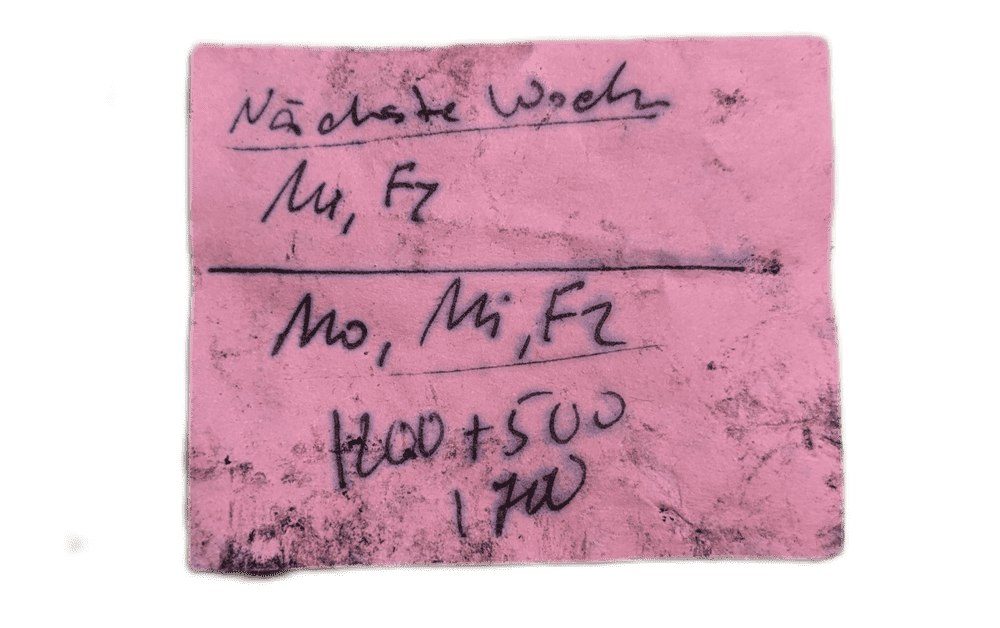 Nächste Woche
Mi, Fr
Mo, Mi, Fr
1200 + 500
1700